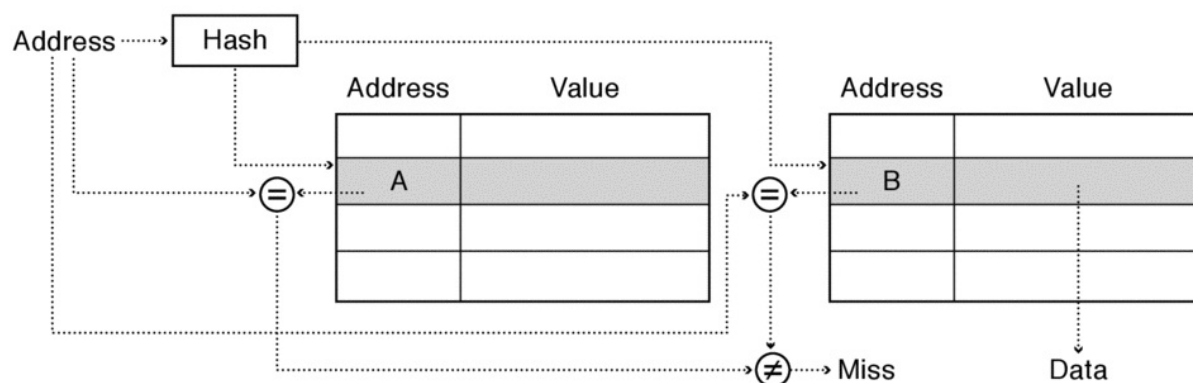 Address
Hash
Address Value
Address Value
A
=
=
B
≠
Miss
Data